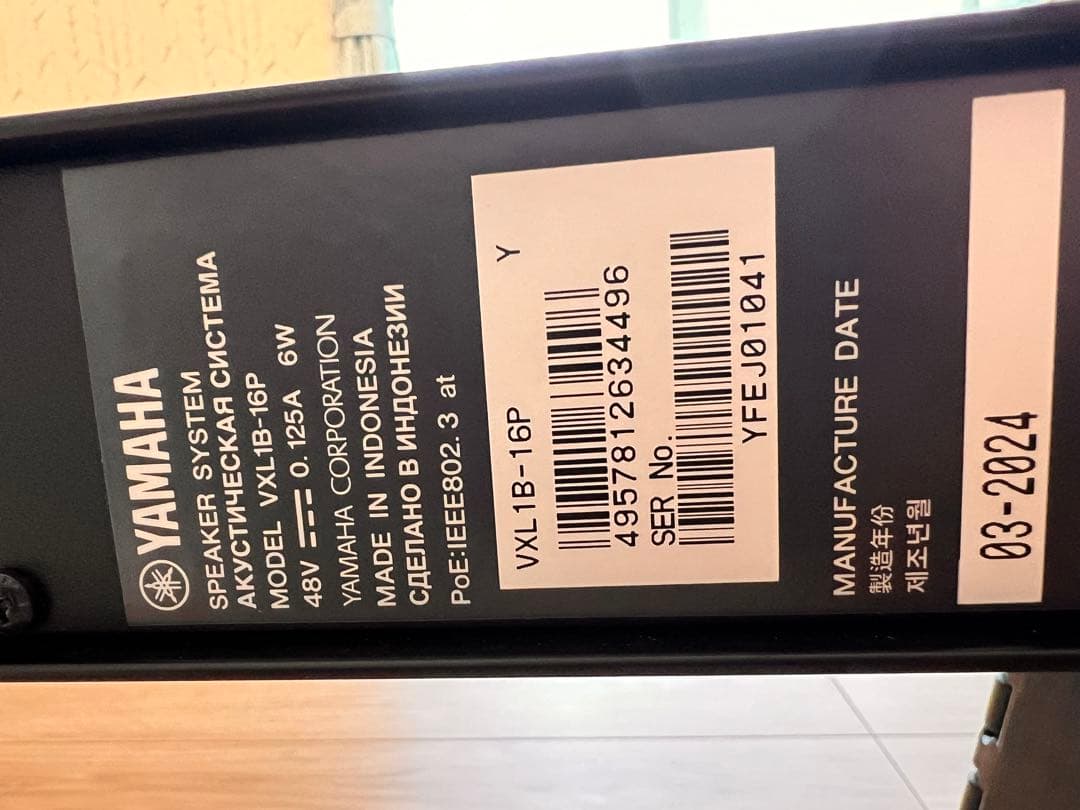 YAMAHA
SPEAKER SYSTEM
АКУСТИЧЕСКАЯ СИСТЕМА
MODEL VXL1B-16P
48V ⎓ 0.125A 6W
YAMAHA CORPORATION
MADE IN INDONESIA
СДЕЛАНО В ИНДОНЕЗИИ
PoE:IEEE802.3 at
VXL1B-16P Y
4957812634496
SER No.
YFEJ01041
MANUFACTURE DATE
製造年份
제조년월
03-2024